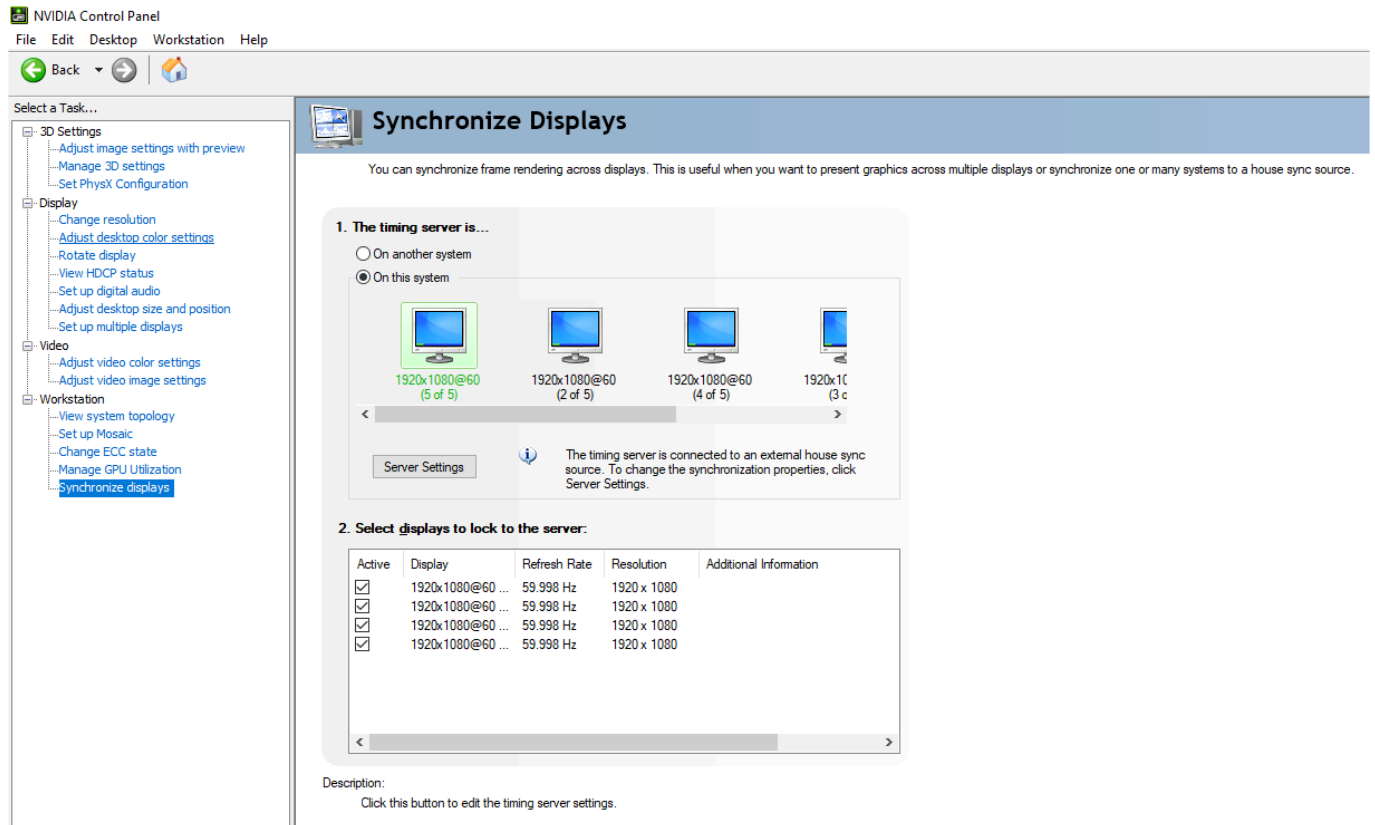 NVIDIA Control Panel
File Edit Desktop Workstation Help
Back
Select a Task...
3D Settings
Adjust image settings with preview
Manage 3D settings
Set PhysX Configuration
Display
Change resolution
Adjust desktop color settings
Rotate display
View HDCP status
Set up digital audio
Adjust desktop size and position
Set up multiple displays
Video
Adjust video color settings
Adjust video image settings
Workstation
View system topology
Set up Mosaic
Change ECC state
Manage GPU Utilization
Synchronize displays
Synchronize Displays
You can synchronize frame rendering across displays. This is useful when you want to present graphics across multiple displays or synchronize one or many systems to a house sync source.
1. The timing server is...
On another system
On this system
1920x1080@60 1920x1080@60 1920x1080@60 1920x10
(5 of 5) (2 of 5) (4 of 5) (3 o
Server Settings
The timing server is connected to an external house sync
source. To change the synchronization properties, click
Server Settings.
2. Select displays to lock to the server:
Active Display Refresh Rate Resolution Additional Information
1920x1080@60 ... 59.998 Hz 1920 x 1080
1920x1080@60 ... 59.998 Hz 1920 x 1080
1920x1080@60 ... 59.998 Hz 1920 x 1080
1920x1080@60 ... 59.998 Hz 1920 x 1080
Description:
Click this button to edit the timing server settings.